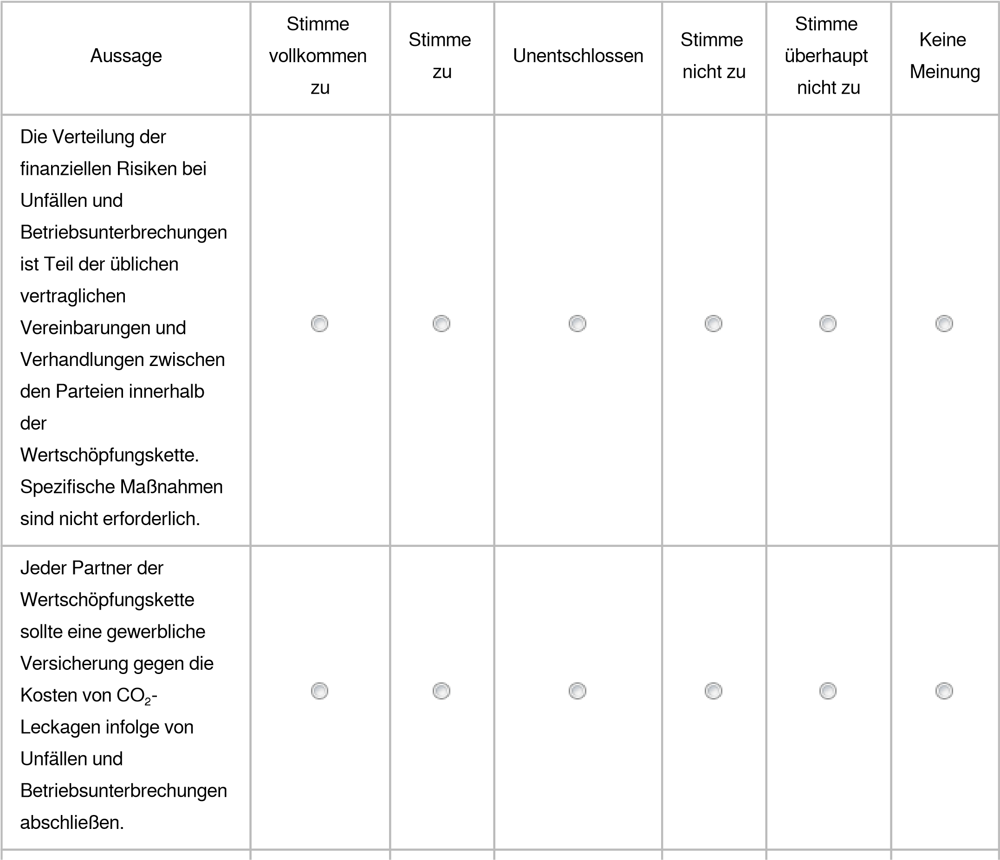 Aussage
Stimme
vollkommen
zu
Stimme
zu
Unentschlossen
Stimme
nicht zu
Stimme
überhaupt
nicht zu
Keine
Meinung
Die Verteilung der
finanziellen Risiken bei
Unfällen und
Betriebsunterbrechungen
ist Teil der üblichen
vertraglichen
Vereinbarungen und
Verhandlungen zwischen
den Parteien innerhalb
der
Wertschöpfungskette.
Spezifische Maßnahmen
sind nicht erforderlich.
Jeder Partner der
Wertschöpfungskette
sollte eine gewerbliche
Versicherung gegen die
Kosten von CO₂-
Leckagen infolge von
Unfällen und
Betriebsunterbrechungen
abschließen.